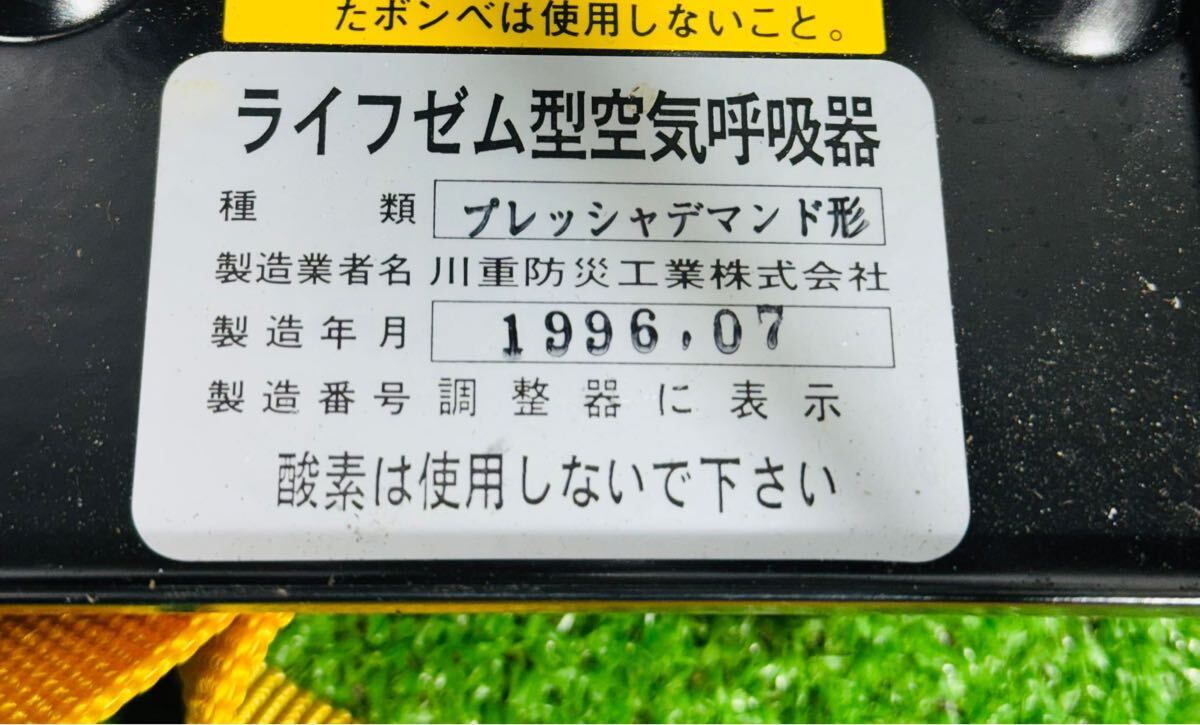 たボンベは使用しないこと。
ライフゼム型空気呼吸器
種類 プレッシャデマンド形
製造業者名 川重防災工業株式会社
製造年月 1996.07
製造番号 調整器に表示
酸素は使用しないで下さい